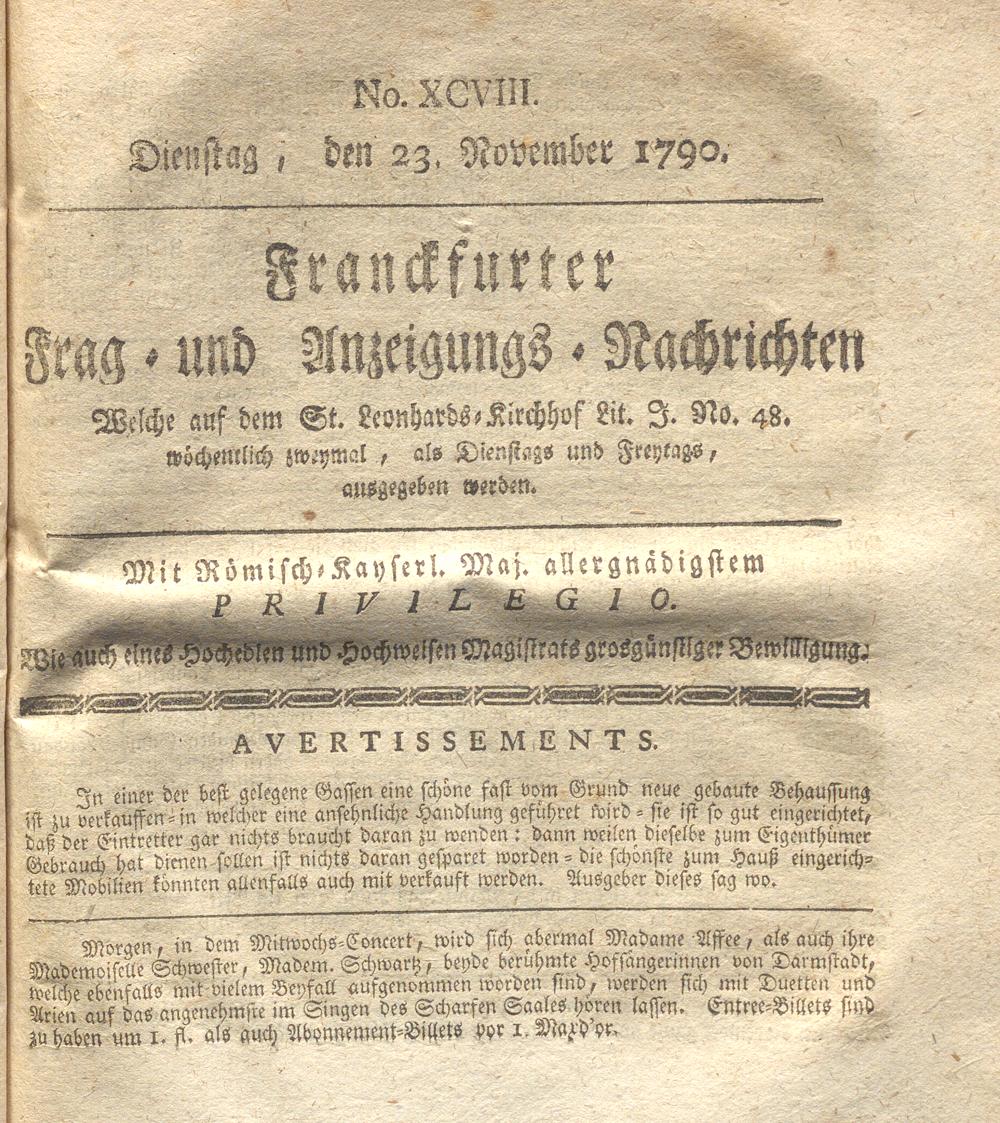 No. XCVIII.
Dienstag, den 23. November 1790.
Franckfurter
Frag-und Anzeigungs-Nachrichten
Welche auf dem St. Leonhards-Kirchhof Lit. J. No. 48.
wöchentlich zweymal, als Dienstags und Freytags,
ausgegeben werden.
Mit Römisch-Kayserl. Maj. allergnädigstem
PRIVILEGIO.
Wie auch eines Hochedlen und Hochweisen Magistrats grosgünstiger Bewilligung.
AVERTISSEMENTS.
In einer der best gelegene Gassen eine schöne fast vom Grund neue gebaute Behaussung
ist zu verkauffen-in welcher eine ansehnliche Handlung geführet wird-sie ist so gut eingerichtet,
daß der Eintretter gar nichts braucht daran zu wenden: dann weilen dieselbe zum Eigenthümer
Gebrauch hat dienen sollen ist nichts daran gesparet worden-die schönste zum Hauß eingerich-
tete Mobilien könnten allenfalls auch mit verkauft werden. Ausgeber dieses sag wo.
Morgen, in dem Mitwochs-Concert, wird sich abermal Madame Affee, als auch ihre
Mademoiselle Schwester, Madem. Schwartz, beyde berühmte Hofsängerinnen von Darmstadt,
welche ebenfalls mit vielem Beyfall aufgenommen worden sind, werden sich mit Duetten und
Arien auf das angenehmste im Singen des Scharfen Saales hören lassen. Entree-Billets sind
zu haben um 1. fl. als auch Abonnement-Billets vor 1. Maxd'or.